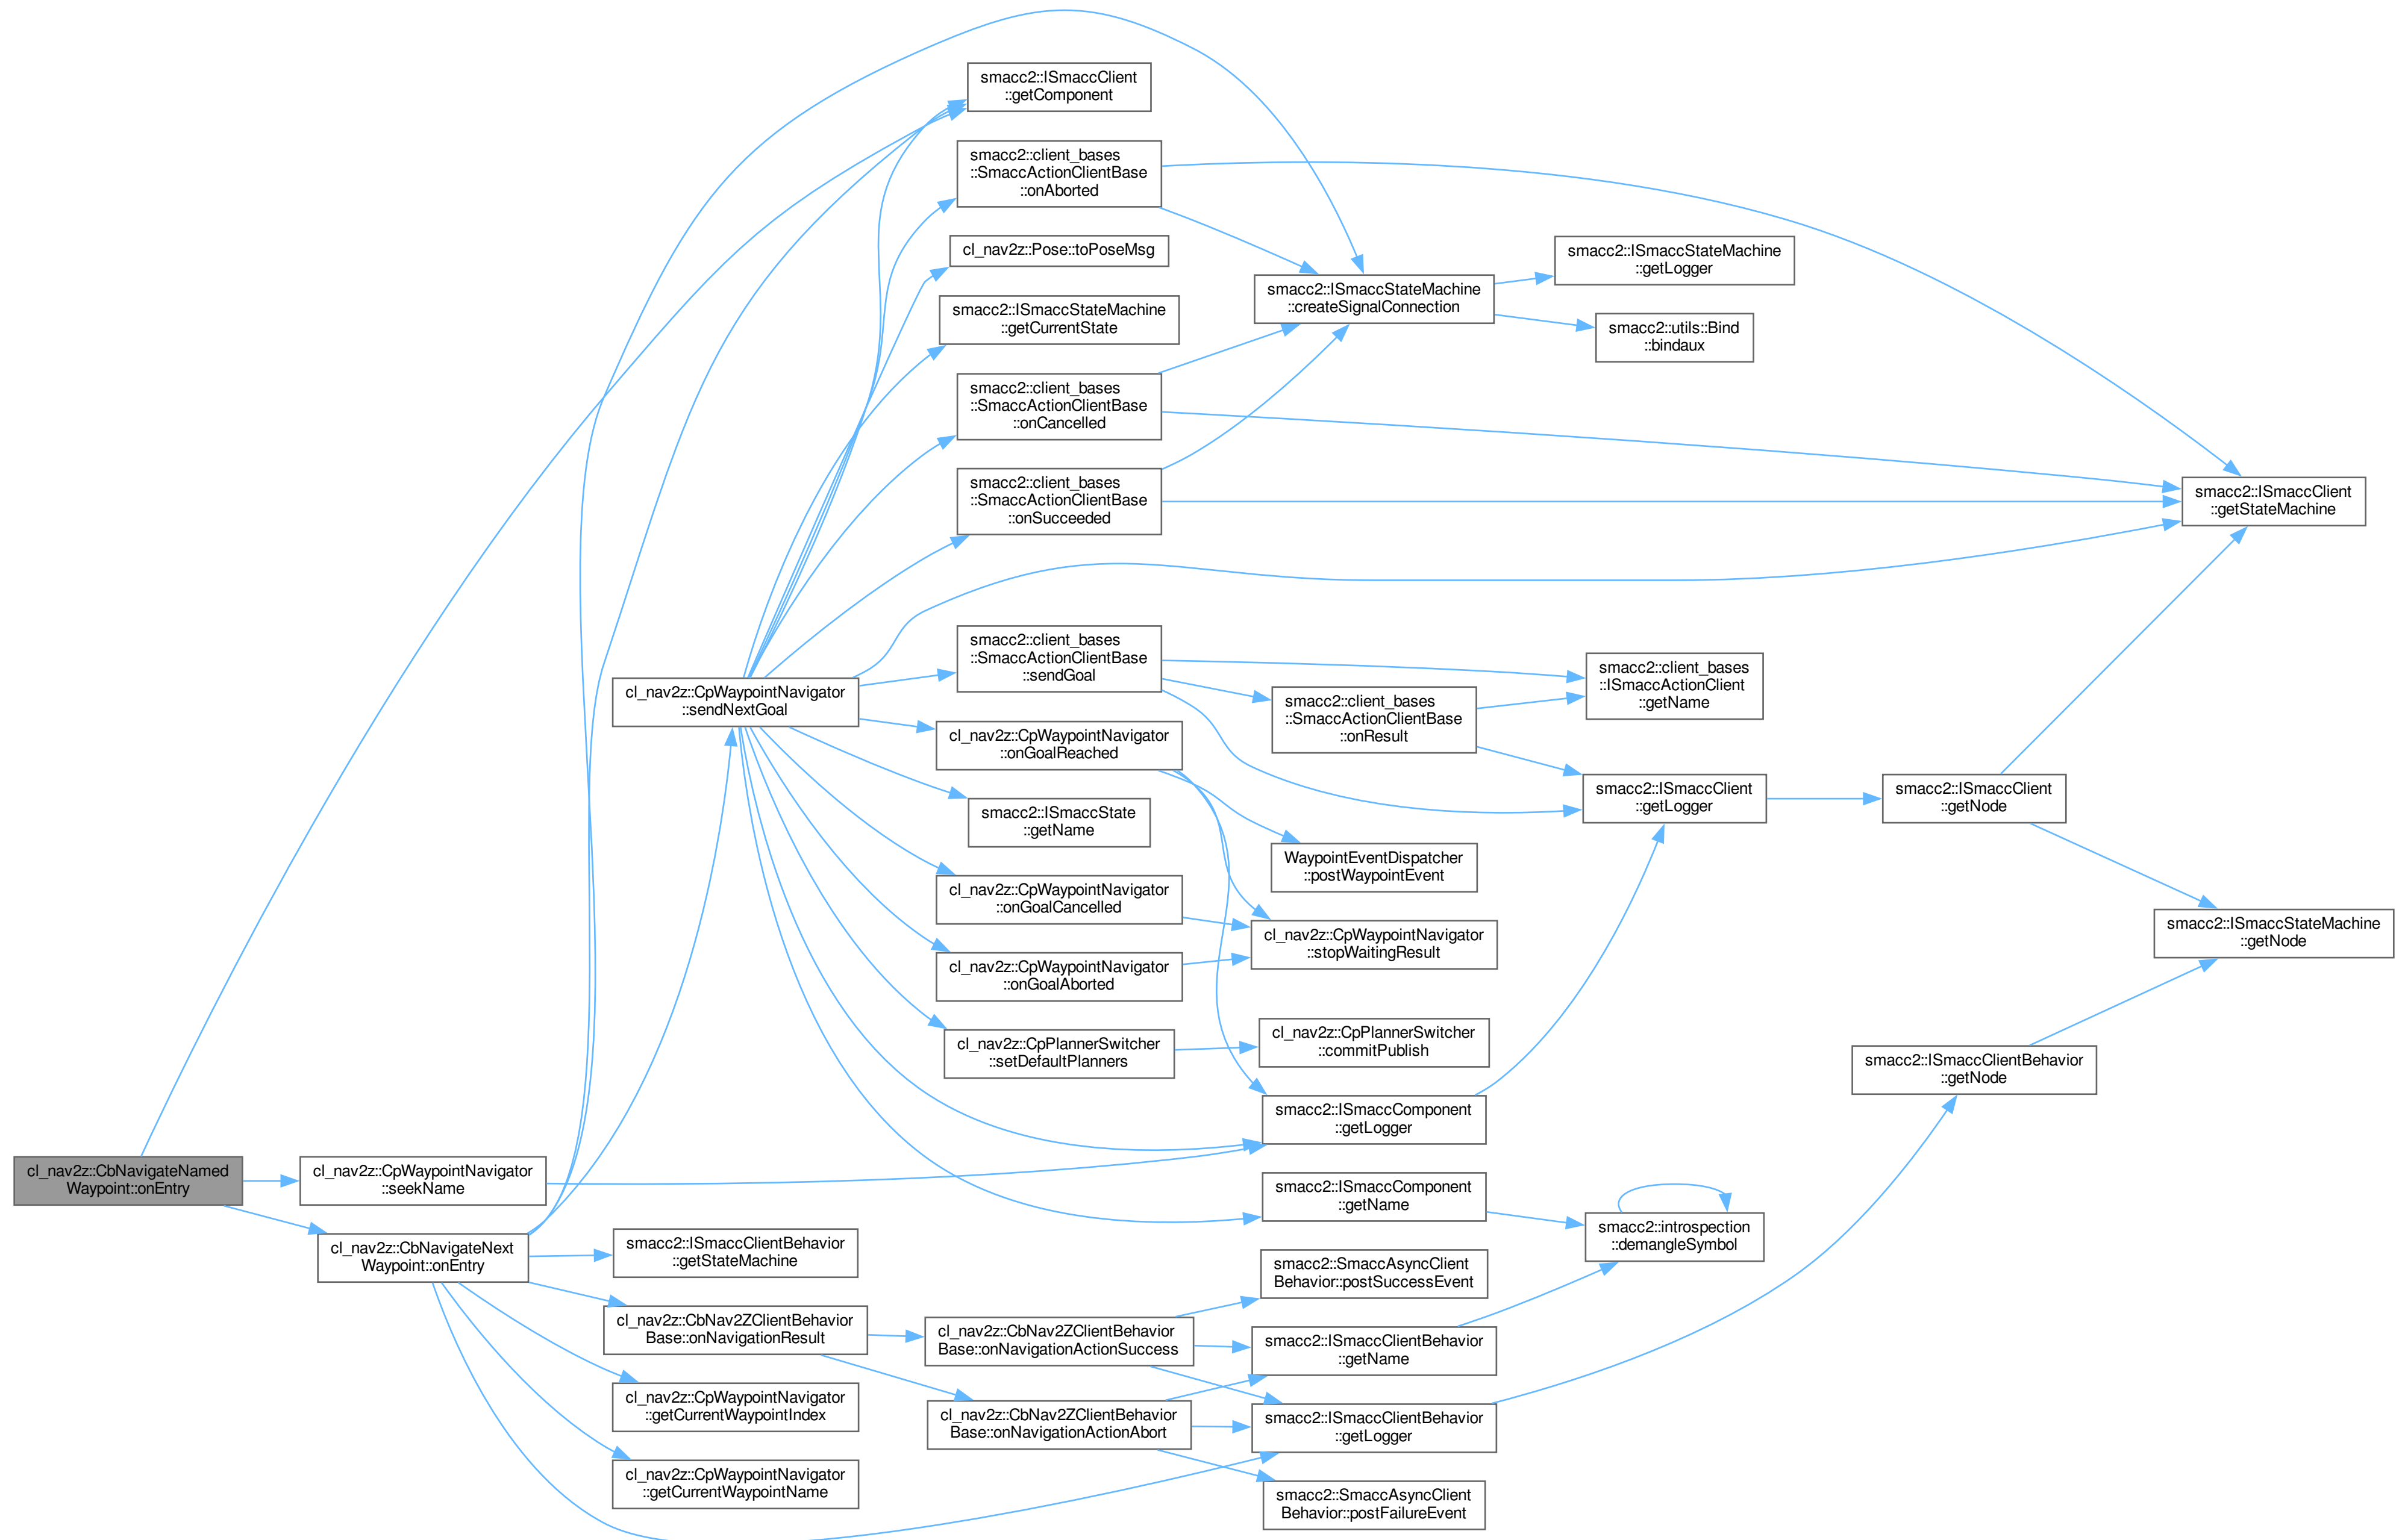 cl_nav2z::CbNavigateNamed
Waypoint::onEntry
cl_nav2z::CpWaypointNavigator
::seekName
cl_nav2z::CbNavigateNext
Waypoint::onEntry
cl_nav2z::CpWaypointNavigator
::sendNextGoal
smacc2::ISmaccClientBehavior
::getStateMachine
cl_nav2z::CbNav2ZClientBehavior
Base::onNavigationResult
cl_nav2z::CpWaypointNavigator
::getCurrentWaypointIndex
cl_nav2z::CpWaypointNavigator
::getCurrentWaypointName
smacc2::ISmaccClient
::getComponent
smacc2::client_bases
::SmaccActionClientBase
::onAborted
cl_nav2z::Pose::toPoseMsg
smacc2::ISmaccStateMachine
::getCurrentState
smacc2::client_bases
::SmaccActionClientBase
::onCancelled
smacc2::client_bases
::SmaccActionClientBase
::onSucceeded
smacc2::client_bases
::SmaccActionClientBase
::sendGoal
cl_nav2z::CpWaypointNavigator
::onGoalReached
smacc2::ISmaccState
::getName
cl_nav2z::CpWaypointNavigator
::onGoalCancelled
cl_nav2z::CpWaypointNavigator
::onGoalAborted
cl_nav2z::CpPlannerSwitcher
::setDefaultPlanners
cl_nav2z::CbNav2ZClientBehavior
Base::onNavigationActionSuccess
cl_nav2z::CbNav2ZClientBehavior
Base::onNavigationActionAbort
smacc2::ISmaccStateMachine
::createSignalConnection
smacc2::client_bases
::SmaccActionClientBase
::onResult
WaypointEventDispatcher
::postWaypointEvent
cl_nav2z::CpWaypointNavigator
::stopWaitingResult
cl_nav2z::CpPlannerSwitcher
::commitPublish
smacc2::ISmaccComponent
::getLogger
smacc2::ISmaccComponent
::getName
smacc2::SmaccAsyncClient
Behavior::postSuccessEvent
smacc2::ISmaccClientBehavior
::getName
smacc2::ISmaccClientBehavior
::getLogger
smacc2::SmaccAsyncClient
Behavior::postFailureEvent
smacc2::ISmaccStateMachine
::getLogger
smacc2::utils::Bind
::bindaux
smacc2::client_bases
::ISmaccActionClient
::getName
smacc2::ISmaccClient
::getLogger
smacc2::introspection
::demangleSymbol
smacc2::ISmaccClient
::getNode
smacc2::ISmaccClientBehavior
::getNode
smacc2::ISmaccClient
::getStateMachine
smacc2::ISmaccStateMachine
::getNode